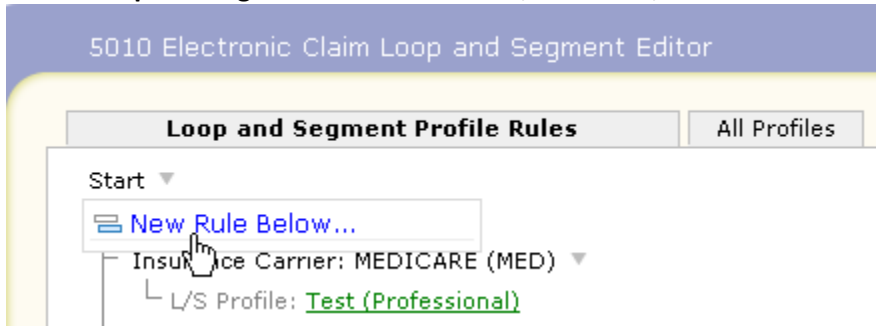 5010 Electronic Claim Loop and Segment Editor
Loop and Segment Profile Rules All Profiles
Start
New Rule Below...
Insurance Carrier: MEDICARE (MED)
L/S Profile: Test (Professional)